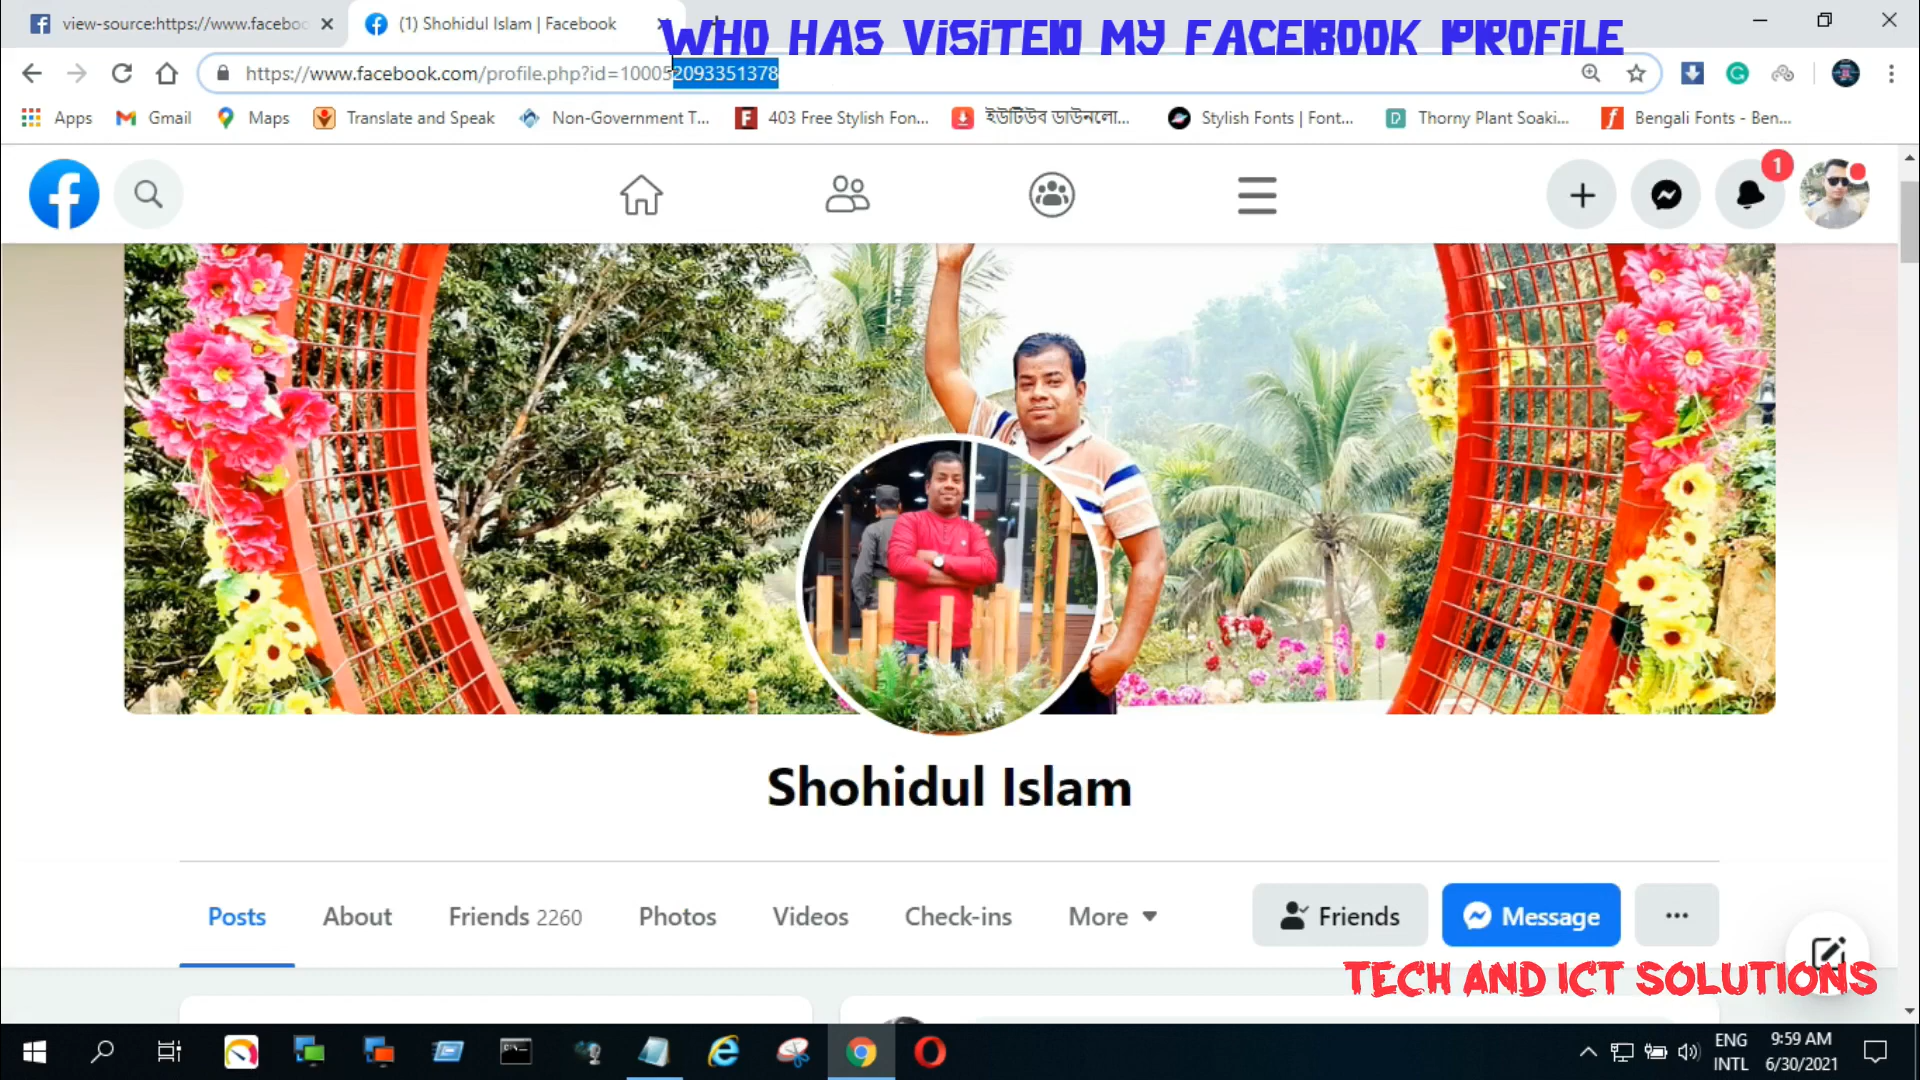 view-source:https://www.faceboo
(1) Shohidul Islam | Facebook
WHO HAS VISITED MY FACEBOOK PROFILE
https://www.facebook.com/profile.php?id=100052093351378
Apps
Gmail
Maps
Translate and Speak
Non-Government T...
403 Free Stylish Fon...
ইউটিউব ডাউনলো...
Stylish Fonts | Font...
Thorny Plant Soaki...
Bengali Fonts - Ben...
1
Shohidul Islam
Posts
About
Friends 2260
Photos
Videos
Check-ins
More
Friends
Message
TECH AND ICT SOLUTIONS
ENG
INTL
9:59 AM
6/30/2021